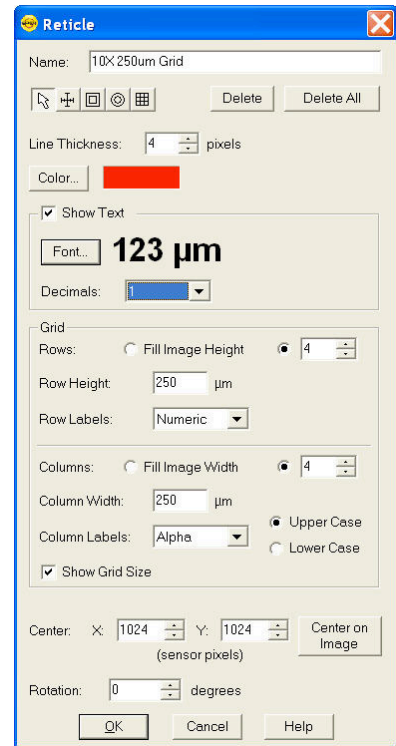 Reticle
Name: 10X 250um Grid
Delete Delete All
Line Thickness: 4 pixels
Color...
Show Text
Font... 123 µm
Decimals: 1
Grid
Rows: Fill Image Height 4
Row Height: 250 µm
Row Labels: Numeric
Columns: Fill Image Width 4
Column Width: 250 µm
Upper Case
Column Labels: Alpha
Lower Case
Show Grid Size
Center: X: 1024 Y: 1024 Center on Image
(sensor pixels)
Rotation: 0 degrees
OK Cancel Help